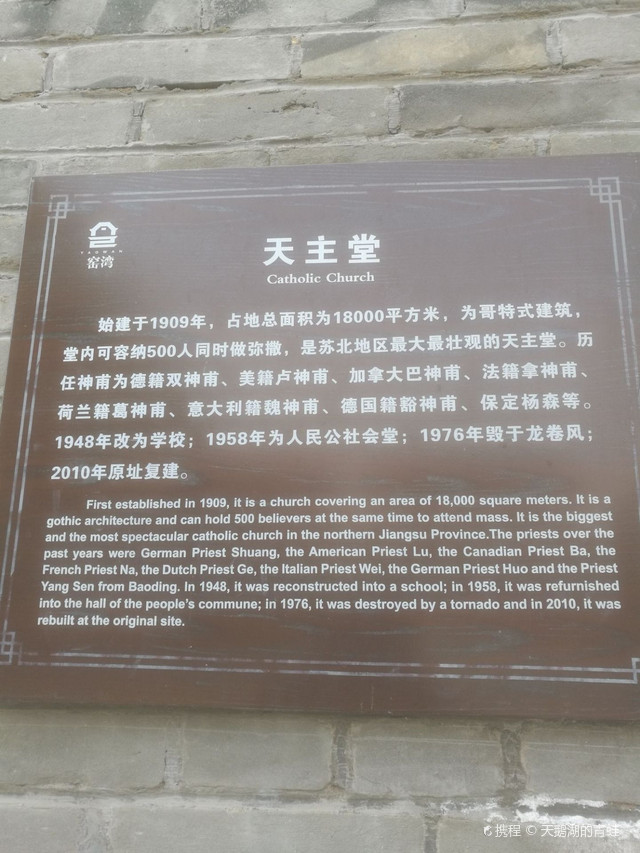 YAOWAN
窑湾
天主堂
Catholic Church
始建于1909年，占地总面积为18000平方米，为哥特式建筑，
堂内可容纳500人同时做弥撒，是苏北地区最大最壮观的天主堂。历
任神甫为德籍双神甫、美籍卢神甫、加拿大巴神甫、法籍拿神甫、
荷兰籍葛神甫、意大利籍魏神甫、德国籍豁神甫、保定杨森等。
1948年改为学校；1958年为人民公社会堂；1976年毁于龙卷风；
2010年原址复建。
First established in 1909, it is a church covering an area of 18,000 square meters. It is a
gothic architecture and can hold 500 believers at the same time to attend mass. It is the biggest
and the most spectacular catholic church in the northern Jiangsu Province.The priests over the
past years were German Priest Shuang, the American Priest Lu, the Canadian Priest Ba, the
French Priest Na, the Dutch Priest Ge, the Italian Priest Wei, the German Priest Huo and the Priest
Yang Sen from Baoding. In 1948, it was reconstructed into a school; in 1958, it was refurnished
into the hall of the people's commune; in 1976, it was destroyed by a tornado and in 2010, it was
rebuilt at the original site.
携程 © 天鹅湖的青蛙